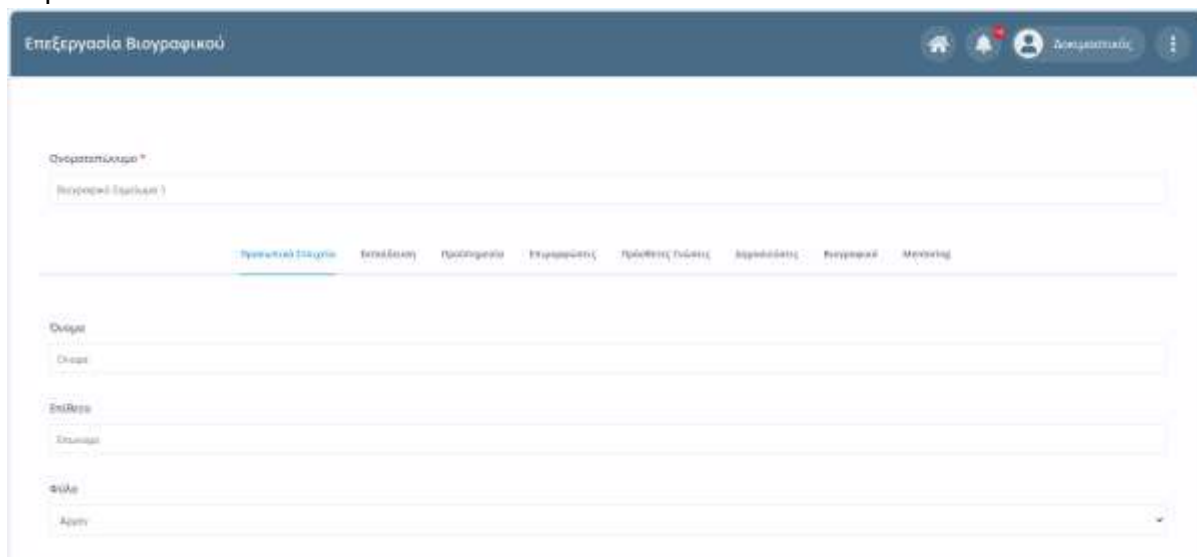 Επεξεργασία Βιογραφικού
Δοκιμαστικός
Ονοματεπώνυμο *
Βιογραφικό Σημείωμα 1
Προσωπικά Στοιχεία Εκπαίδευση Προϋπηρεσία Επιμορφώσεις Πρόσθετες Γνώσεις Δημοσιεύσεις Βιογραφικό Mentoring
Όνομα
Όνομα
Επίθετο
Επώνυμο
Φύλο
Άρρεν